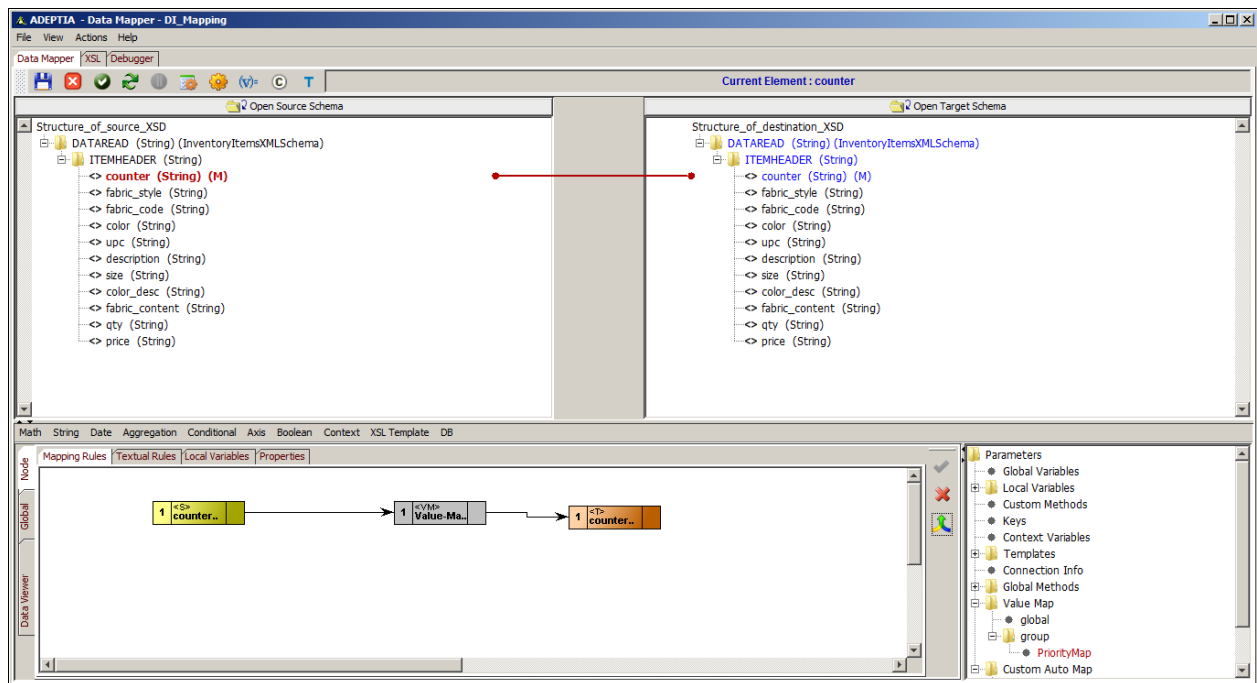 ADEPTIA - Data Mapper - DI_Mapping
File View Actions Help
Data Mapper XSL Debugger
(v)= C T Current Element : counter
Open Source Schema
Structure_of_source_XSD
DATAREAD (String) (InventoryItemsXMLSchema)
ITEMHEADER (String)
<> counter (String) (M)
<> fabric_style (String)
<> fabric_code (String)
<> color (String)
<> upc (String)
<> description (String)
<> size (String)
<> color_desc (String)
<> fabric_content (String)
<> qty (String)
<> price (String)
Open Target Schema
Structure_of_destination_XSD
DATAREAD (String) (InventoryItemsXMLSchema)
ITEMHEADER (String)
<> counter (String) (M)
<> fabric_style (String)
<> fabric_code (String)
<> color (String)
<> upc (String)
<> description (String)
<> size (String)
<> color_desc (String)
<> fabric_content (String)
<> qty (String)
<> price (String)
Math String Date Aggregation Conditional Axis Boolean Context XSL Template DB
Node
Global
Data Viewer
Mapping Rules Textual Rules Local Variables Properties
1 <S> counter..
1 <VM> Value-Ma..
1 <T> counter..
Parameters
Global Variables
Local Variables
Custom Methods
Keys
Context Variables
Templates
Connection Info
Global Methods
Value Map
global
group
PriorityMap
Custom Auto Map